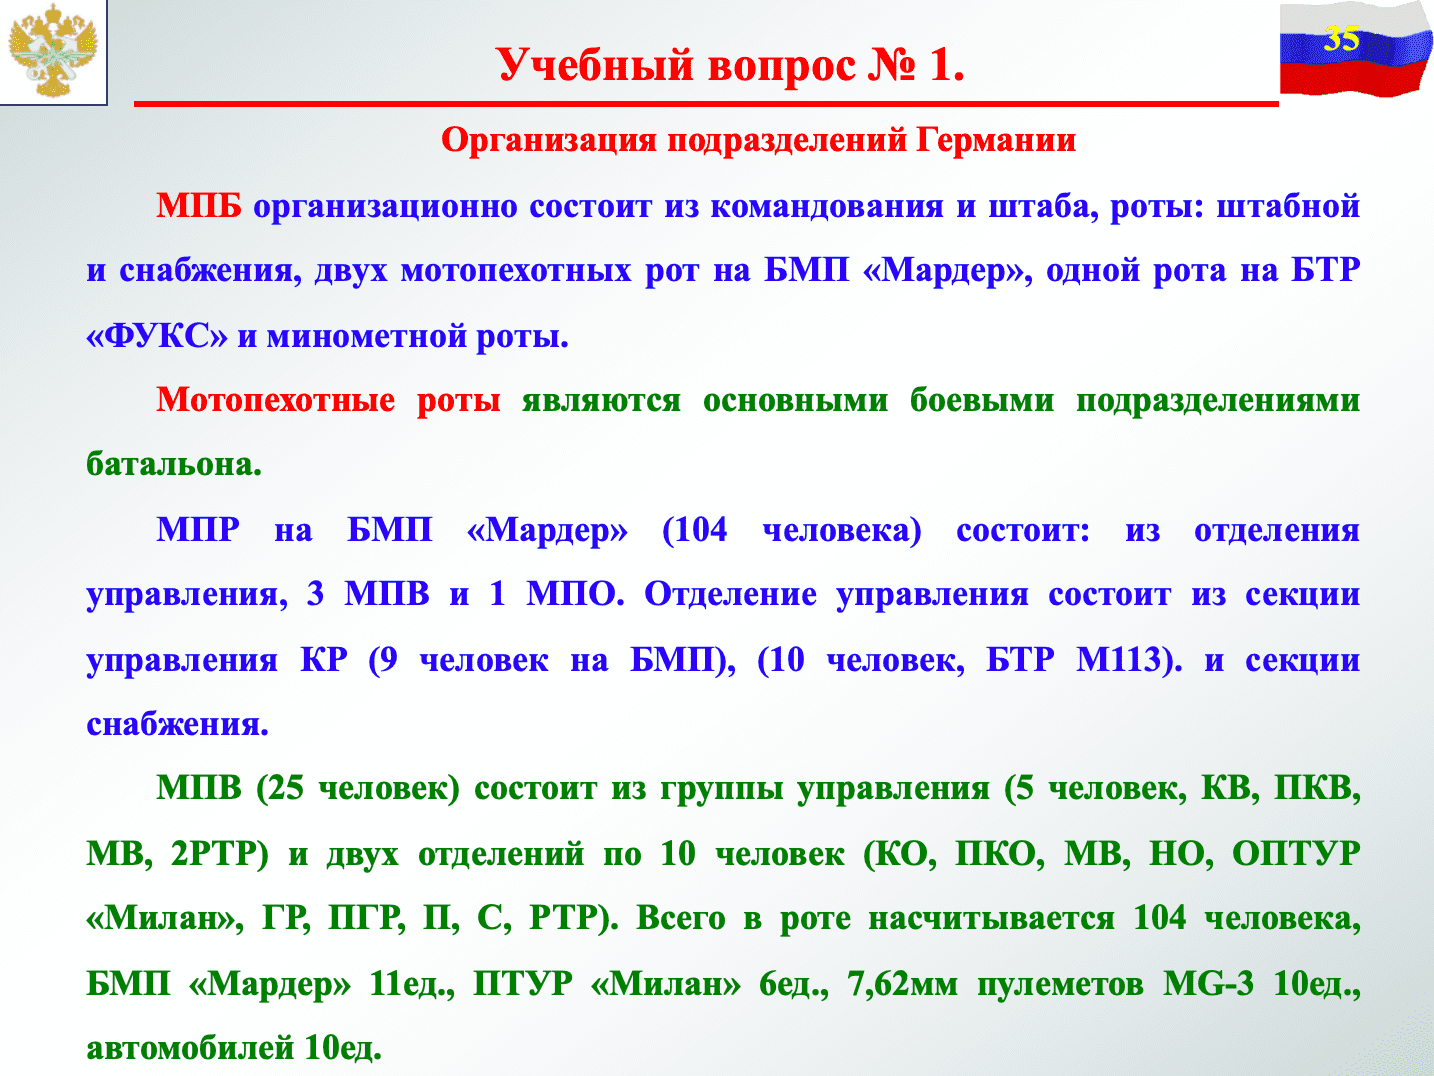 35
Учебный вопрос № 1.
Организация подразделений Германии
МПБ организационно состоит из командования и штаба, роты: штабной
и снабжения, двух мотопехотных рот на БМП «Мардер», одной рота на БТР
«ФУКС» и минометной роты.
Мотопехотные роты являются основными боевыми подразделениями
батальона.
МПР на БМП «Мардер» (104 человека) состоит: из отделения
управления, 3 МПВ и 1 МПО. Отделение управления состоит из секции
управления КР (9 человек на БМП), (10 человек, БТР М113). и секции
снабжения.
МПВ (25 человек) состоит из группы управления (5 человек, КВ, ПКВ,
МВ, 2РТР) и двух отделений по 10 человек (КО, ПКО, МВ, НО, ОПТУР
«Милан», ГР, ПГР, П, С, РТР). Всего в роте насчитывается 104 человека,
БМП «Мардер» 11ед., ПТУР «Милан» 6ед., 7,62мм пулеметов MG-3 10ед.,
автомобилей 10ед.